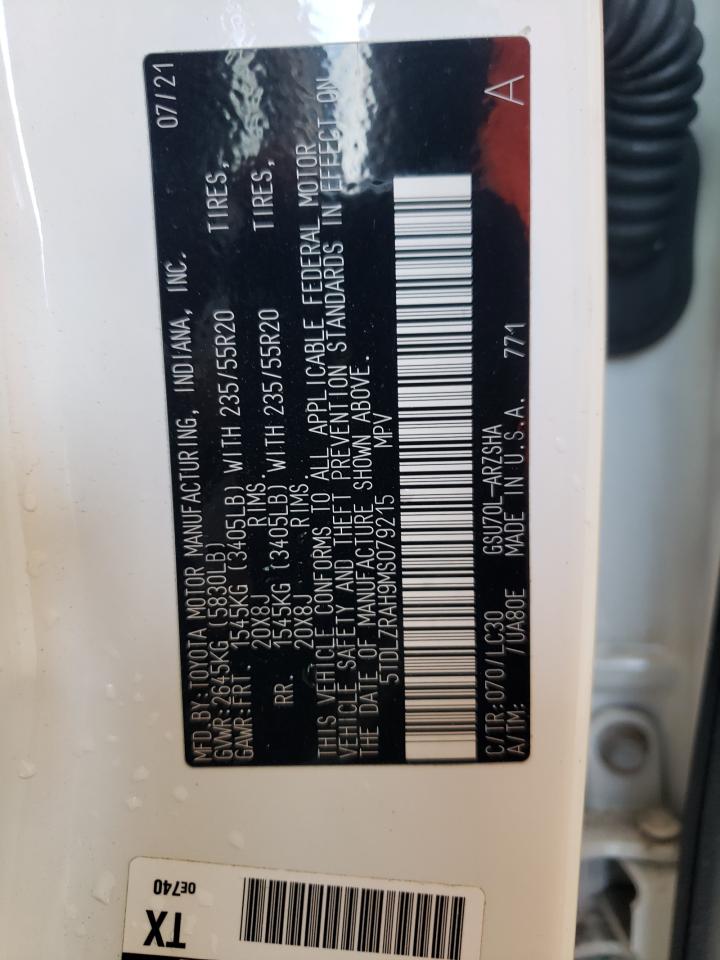 MFD BY: TOYOTA MOTOR MANUFACTURING, INDIANA, INC. 07/21
GVWR: 2645KG (5830LB)
GAWR: FRT. 1545KG (3405LB) WITH 235/55R20 TIRES,
20X8J RIMS.
RR. 1545KG (3405LB) WITH 235/55R20 TIRES,
20X8J RIMS.
THIS VEHICLE CONFORMS TO ALL APPLICABLE FEDERAL MOTOR
VEHICLE SAFETY AND THEFT PREVENTION STANDARDS IN EFFECT ON
THE DATE OF MANUFACTURE SHOWN ABOVE.
5TDLZRAH9MS079215 MPV
C/TR: 070/LC30 GSU70L-ARZSHA
A/TM: /UA80E MADE IN U.S.A. 771 A
0E740
TX